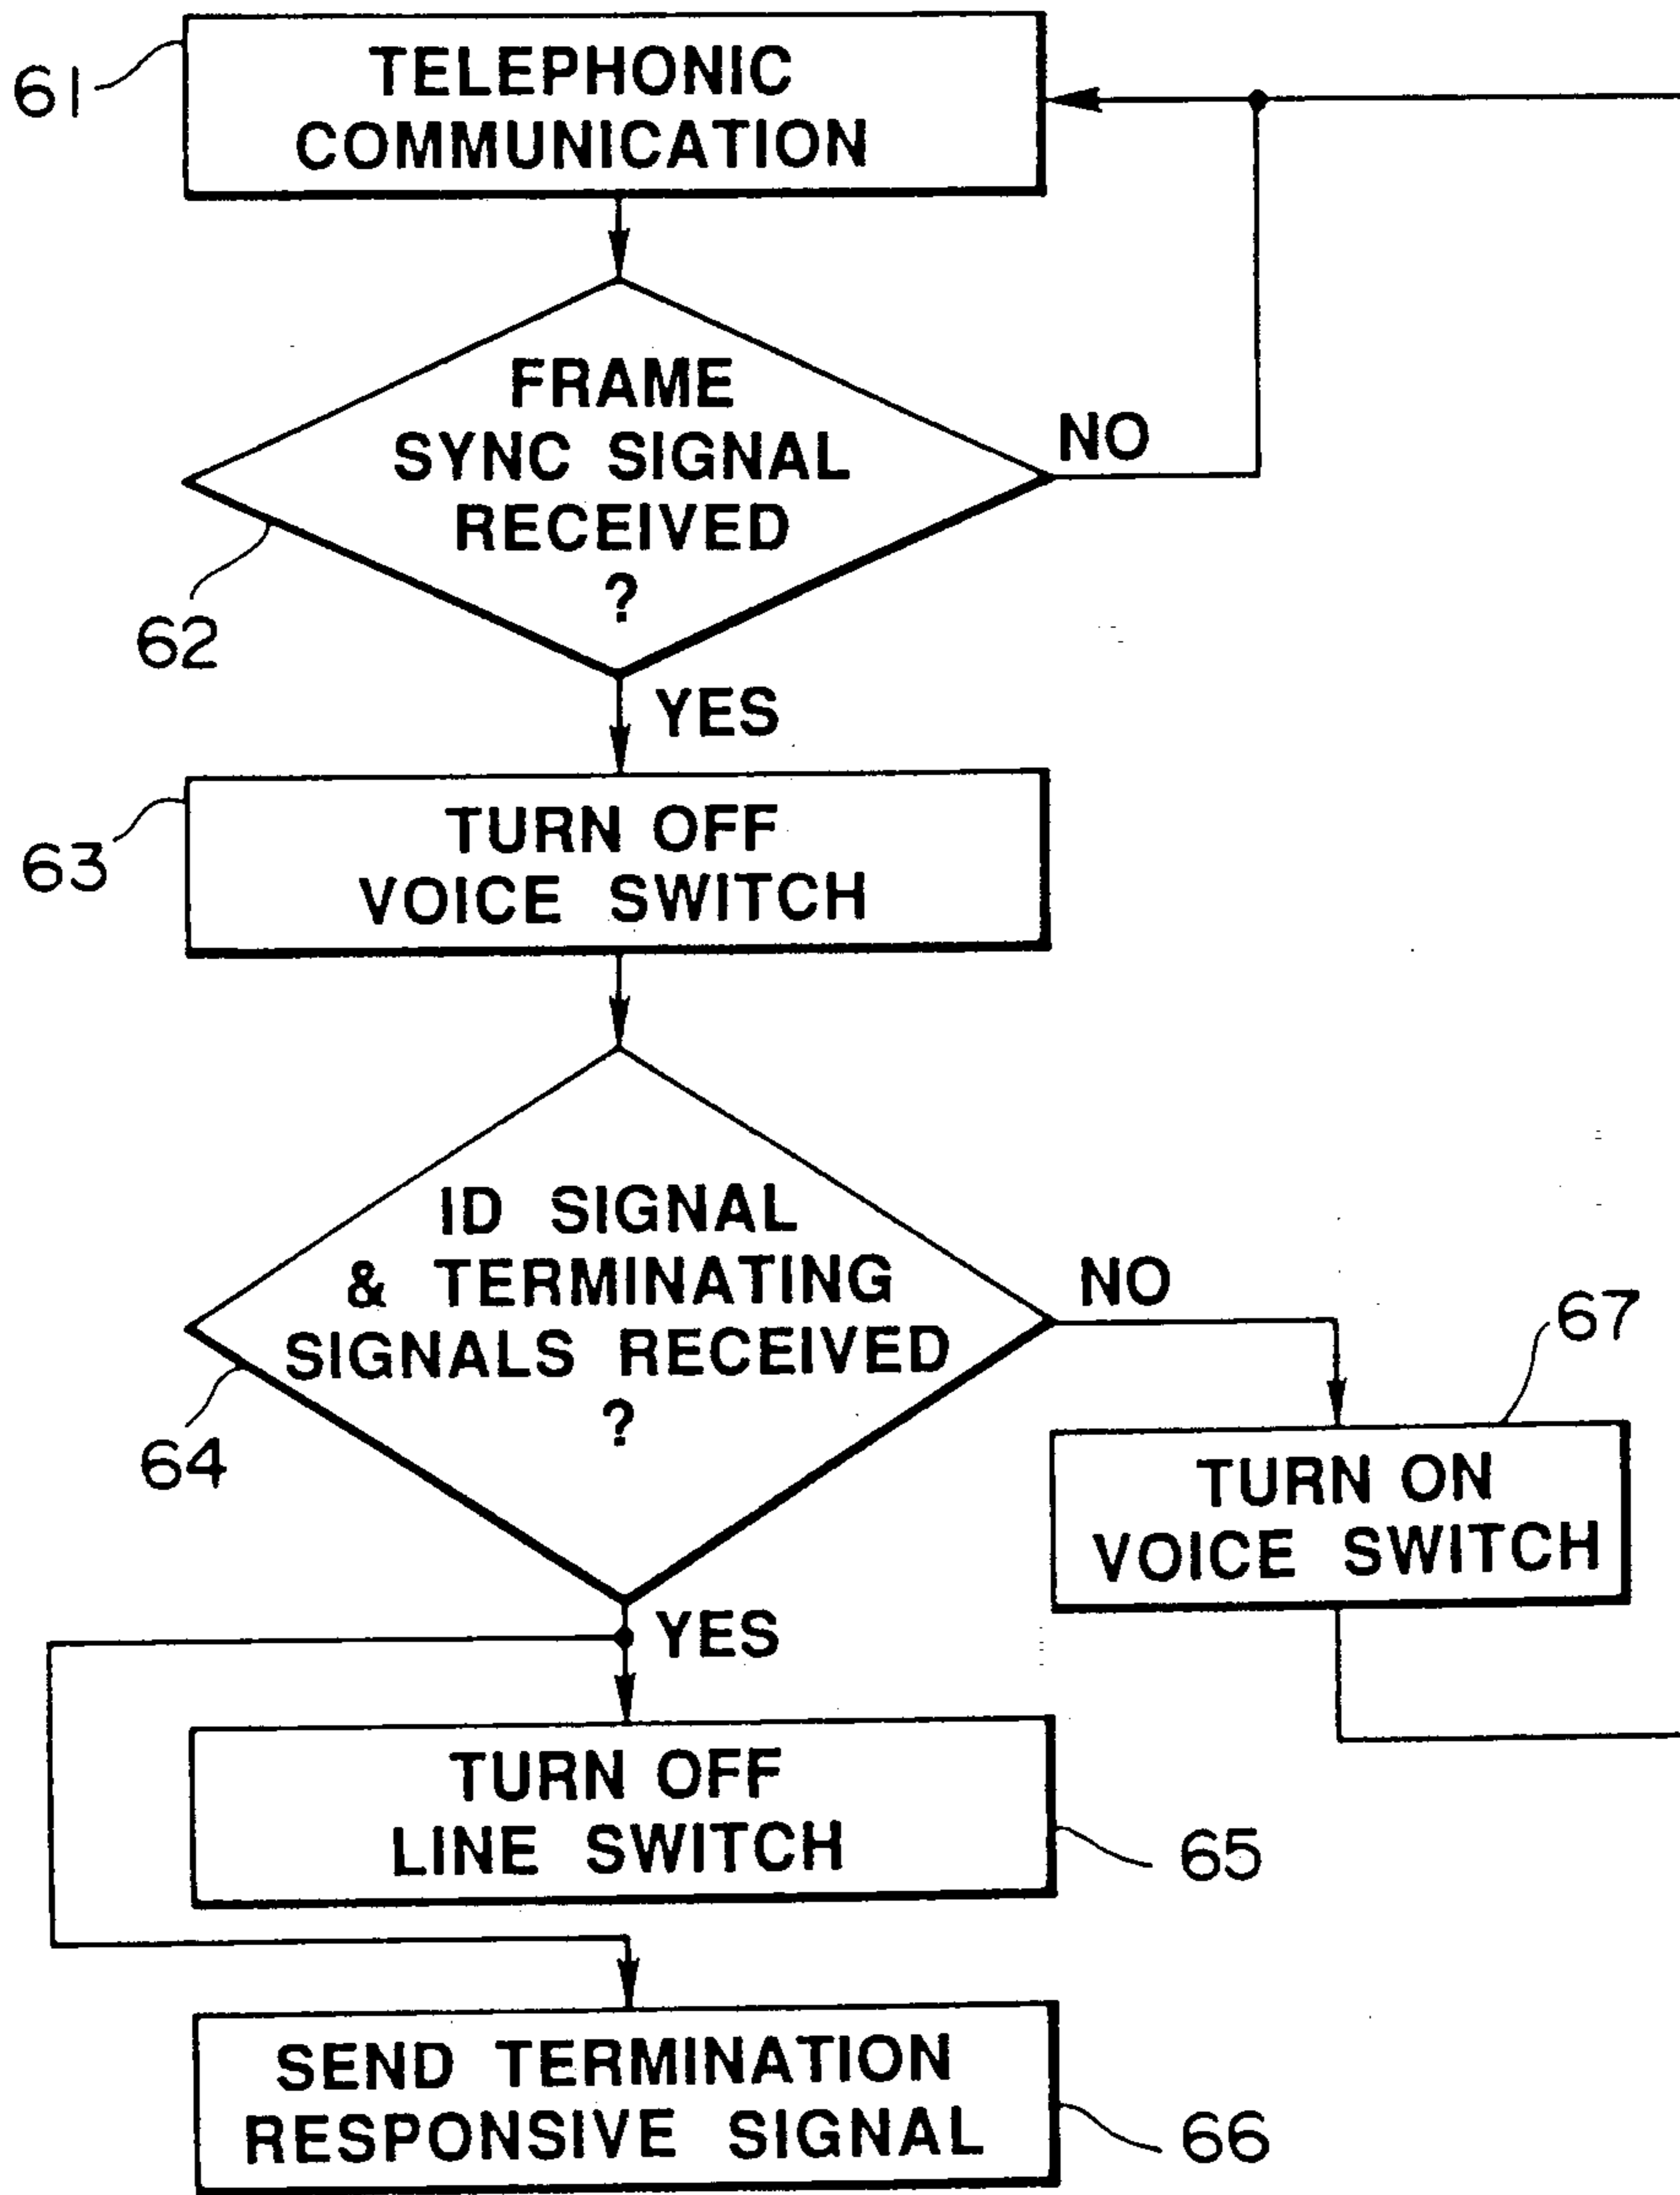 61
TELEPHONIC
COMMUNICATION
FRAME
SYNC SIGNAL
RECEIVED
?
NO
62
YES
63
TURN OFF
VOICE SWITCH
ID SIGNAL
& TERMINATING
SIGNALS RECEIVED
?
NO
64
67
TURN ON
VOICE SWITCH
YES
TURN OFF
LINE SWITCH
65
SEND TERMINATION
RESPONSIVE SIGNAL
66